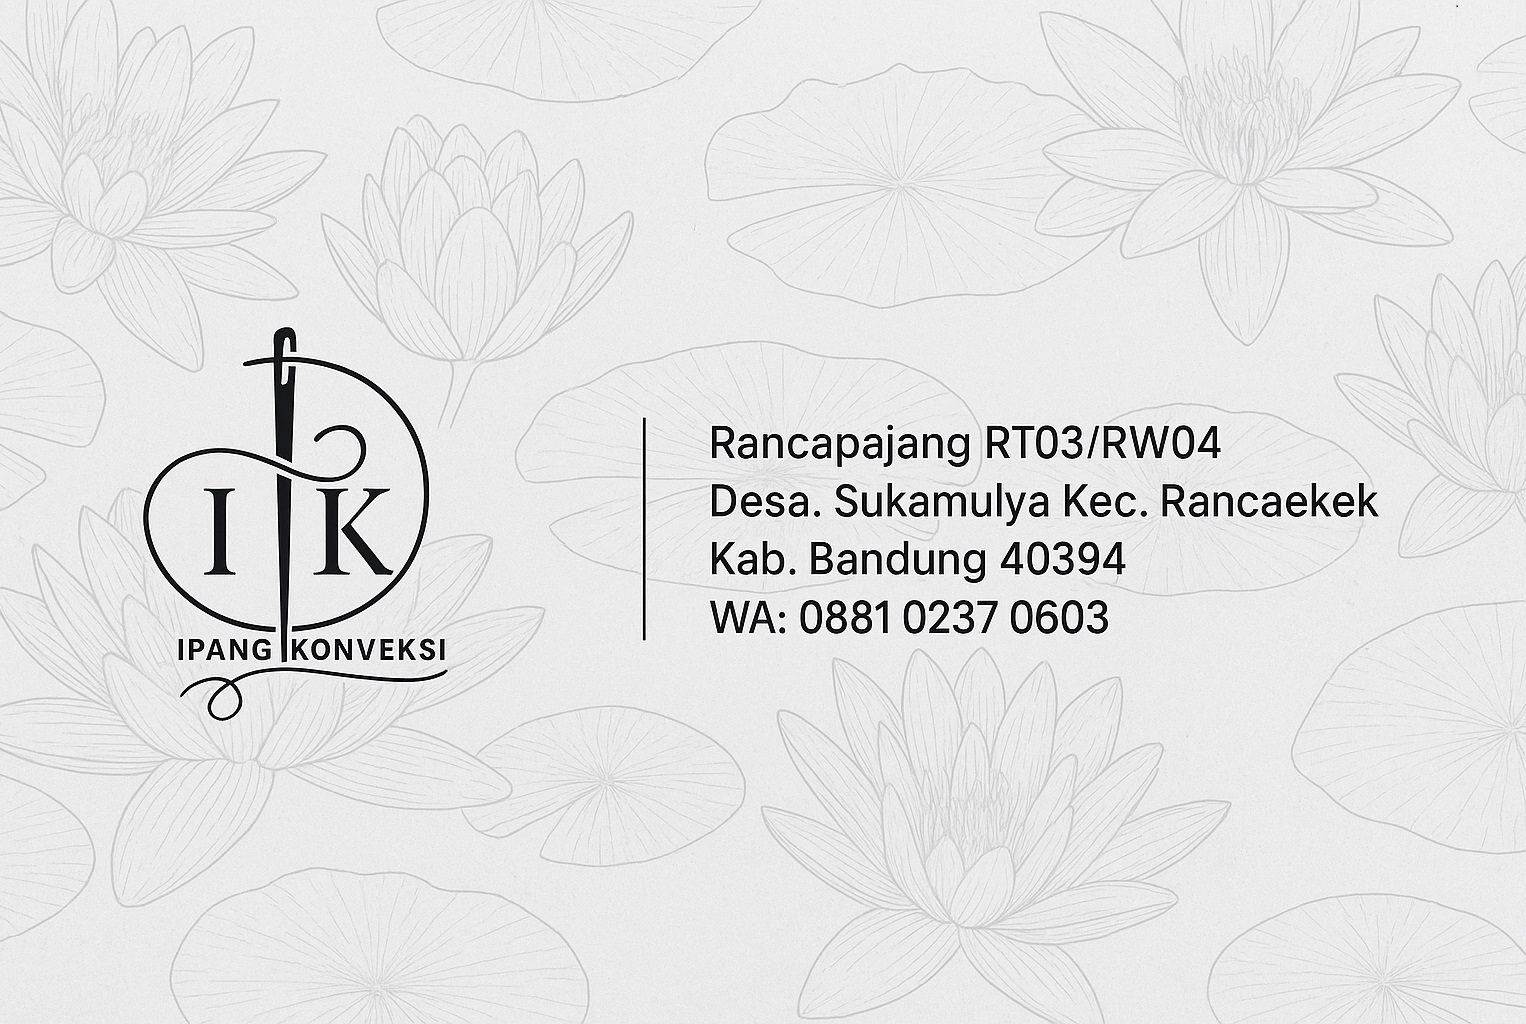 I K
IPANG KONVEKSI
Rancapajang RT03/RW04
Desa. Sukamulya Kec. Rancaekek
Kab. Bandung 40394
WA: 0881 0237 0603